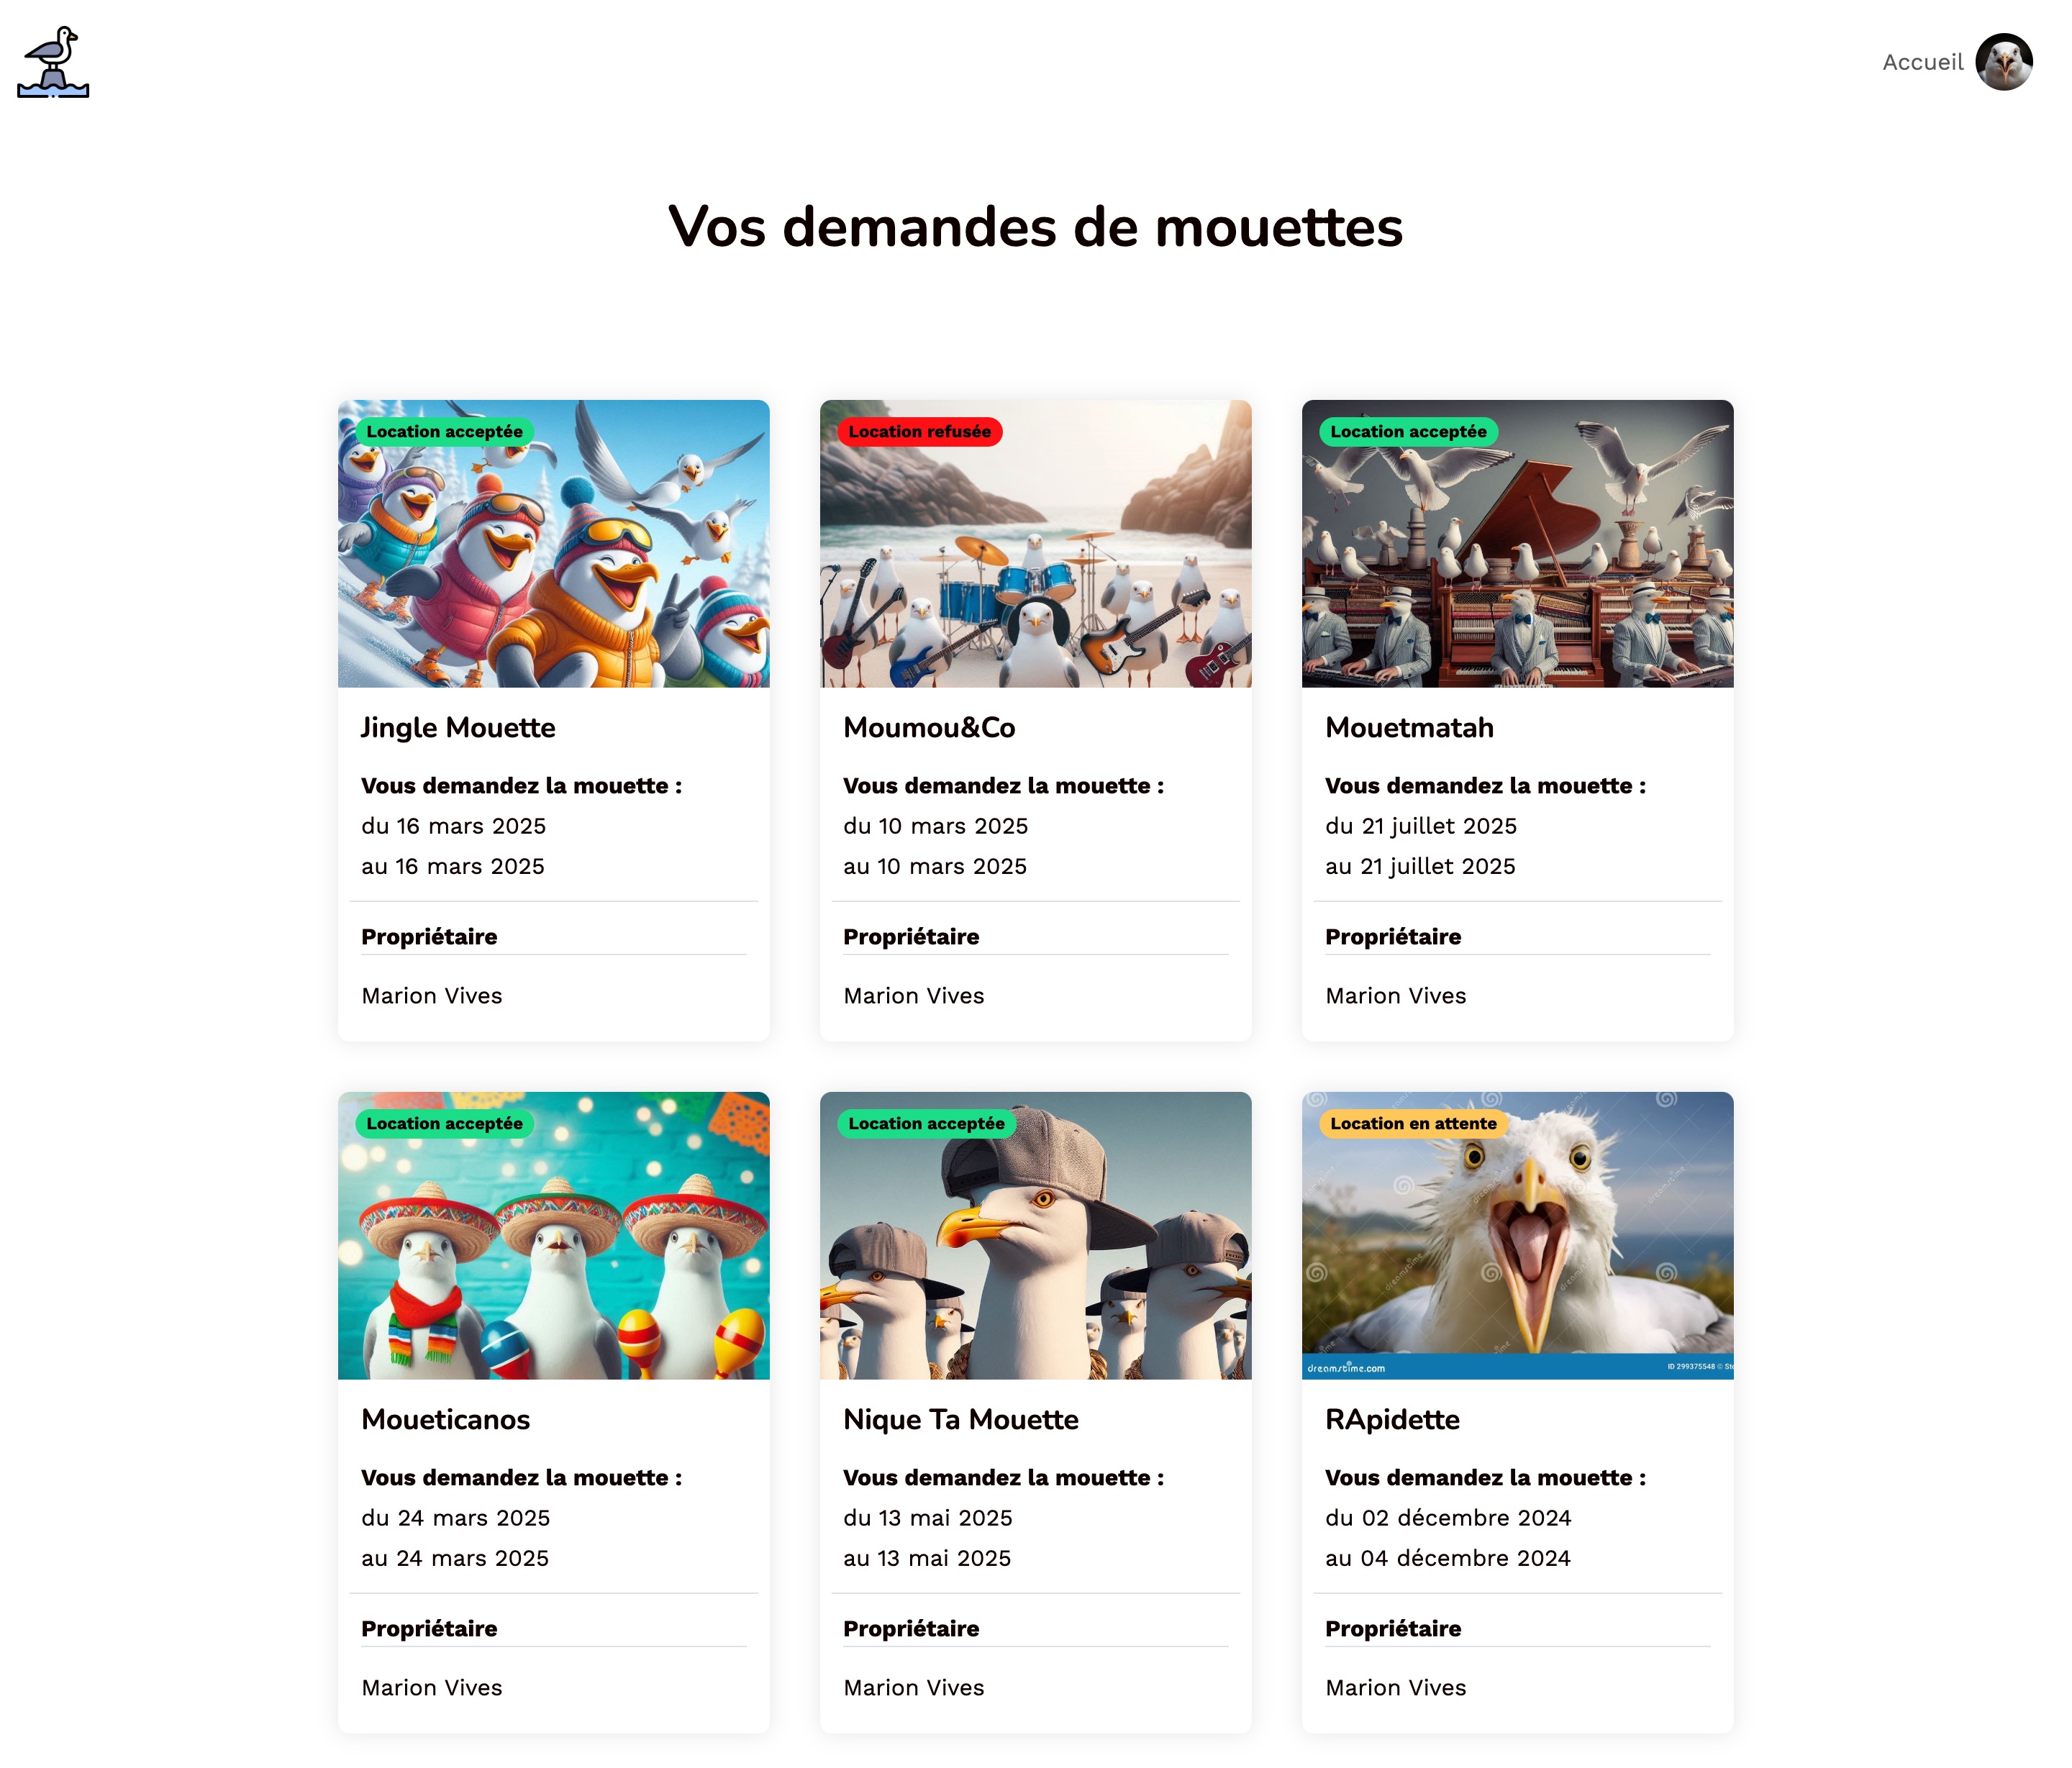 Accueil
Vos demandes de mouettes
Location acceptée
Jingle Mouette
Vous demandez la mouette :
du 16 mars 2025
au 16 mars 2025
Propriétaire
Marion Vives
Location refusée
Moumou&Co
Vous demandez la mouette :
du 10 mars 2025
au 10 mars 2025
Propriétaire
Marion Vives
Location acceptée
Mouetmatah
Vous demandez la mouette :
du 21 juillet 2025
au 21 juillet 2025
Propriétaire
Marion Vives
Location acceptée
Moueticanos
Vous demandez la mouette :
du 24 mars 2025
au 24 mars 2025
Propriétaire
Marion Vives
Location acceptée
Nique Ta Mouette
Vous demandez la mouette :
du 13 mai 2025
au 13 mai 2025
Propriétaire
Marion Vives
Location en attente
dreamstime.com
ID 299375548 ©
RApidette
Vous demandez la mouette :
du 02 décembre 2024
au 04 décembre 2024
Propriétaire
Marion Vives